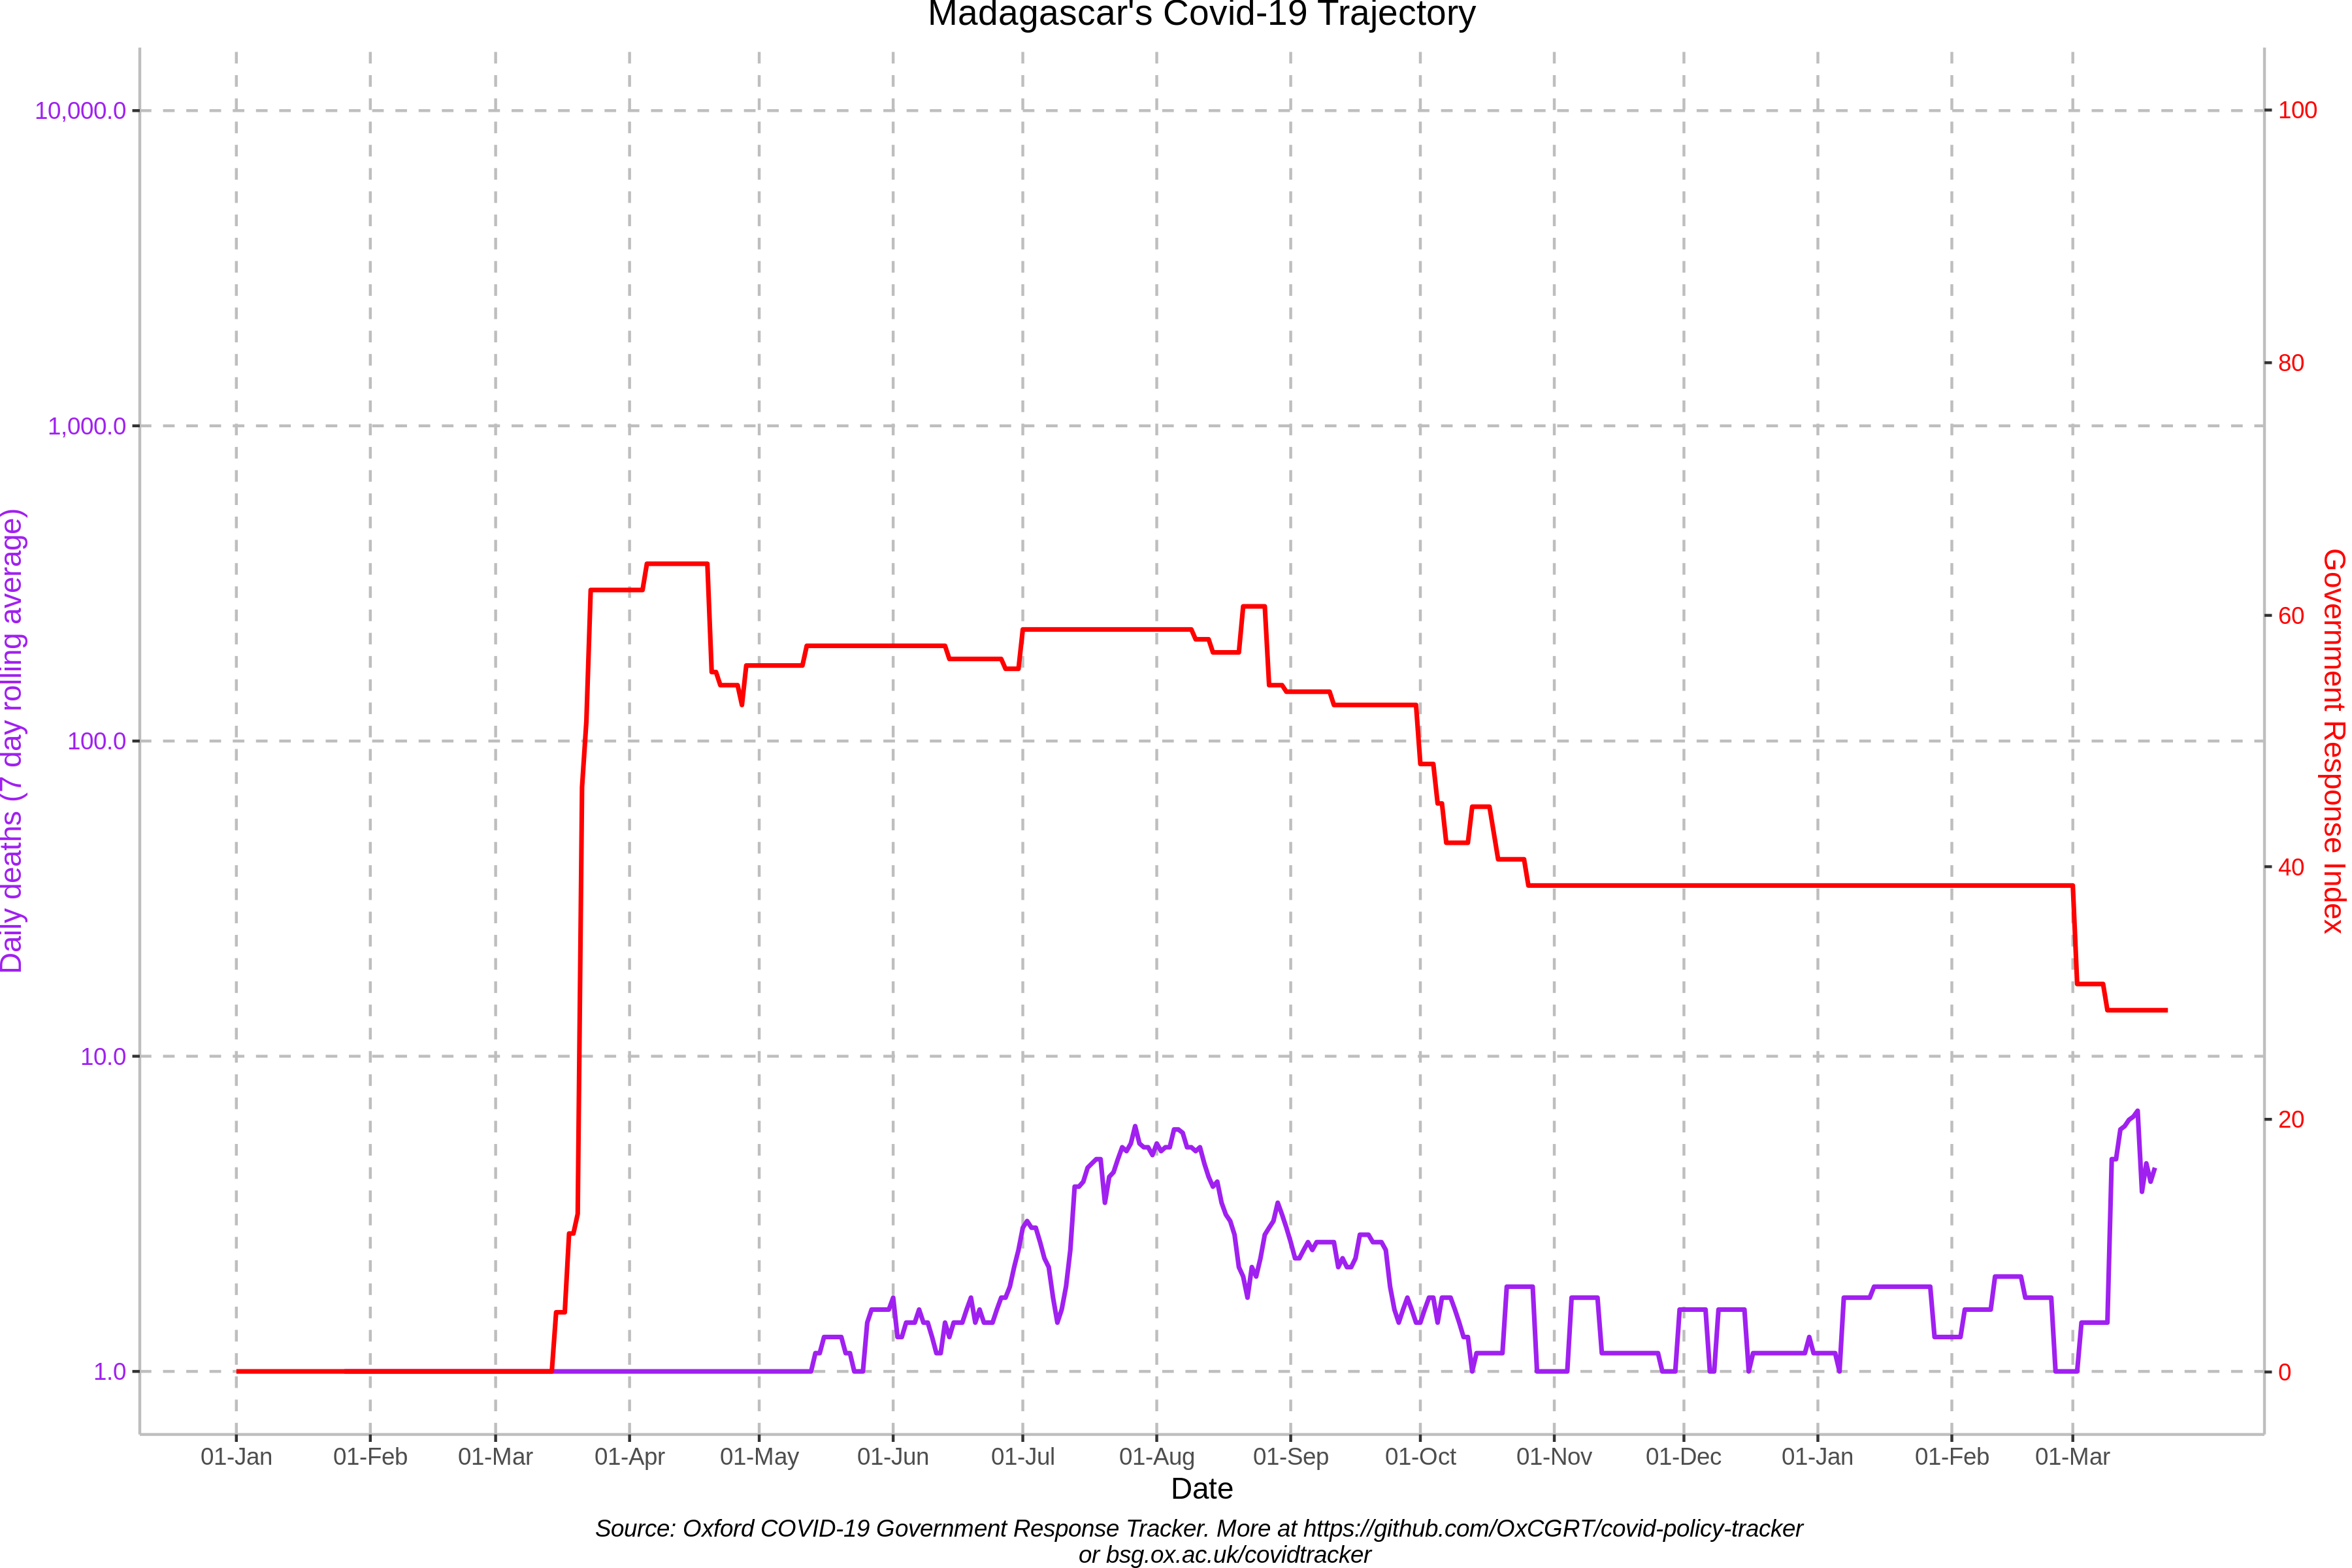 Madagascar's Covid-19 Trajectory
10,000.0
1,000.0
100.0
10.0
1.0
Daily deaths (7 day rolling average)
100
80
60
40
20
0
Government Response Index
01-Jan 01-Feb 01-Mar 01-Apr 01-May 01-Jun 01-Jul 01-Aug 01-Sep 01-Oct 01-Nov 01-Dec 01-Jan 01-Feb 01-Mar
Date
Source: Oxford COVID-19 Government Response Tracker. More at https://github.com/OxCGRT/covid-policy-tracker
or bsg.ox.ac.uk/covidtracker